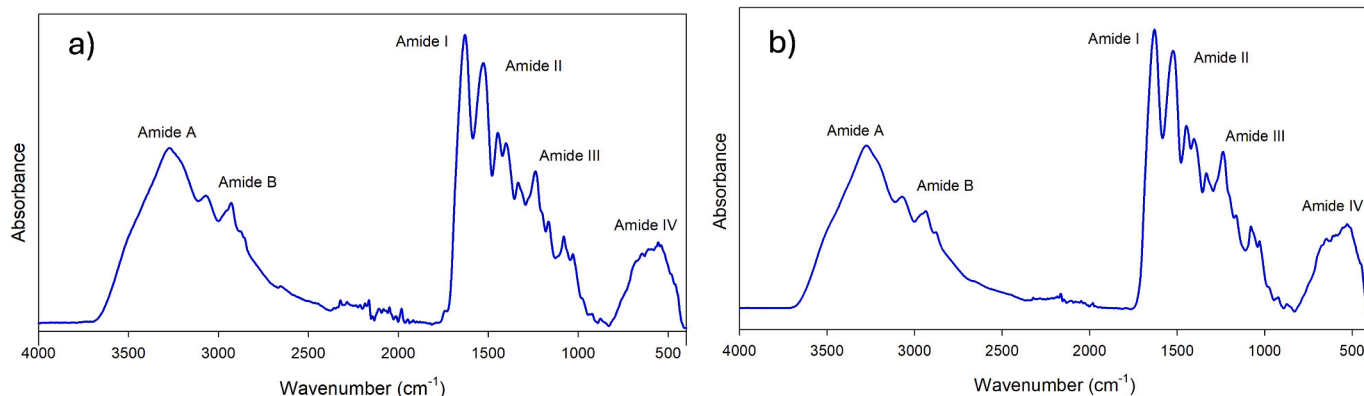 a)
Amide I
Amide II
Amide A
Amide III
Amide B
Amide IV
Absorbance
4000 3500 3000 2500 2000 1500 1000 500
Wavenumber (cm⁻¹)
b)
Amide I
Amide II
Amide A
Amide III
Amide B
Amide IV
Absorbance
4000 3500 3000 2500 2000 1500 1000 500
Wavenumber (cm⁻¹)